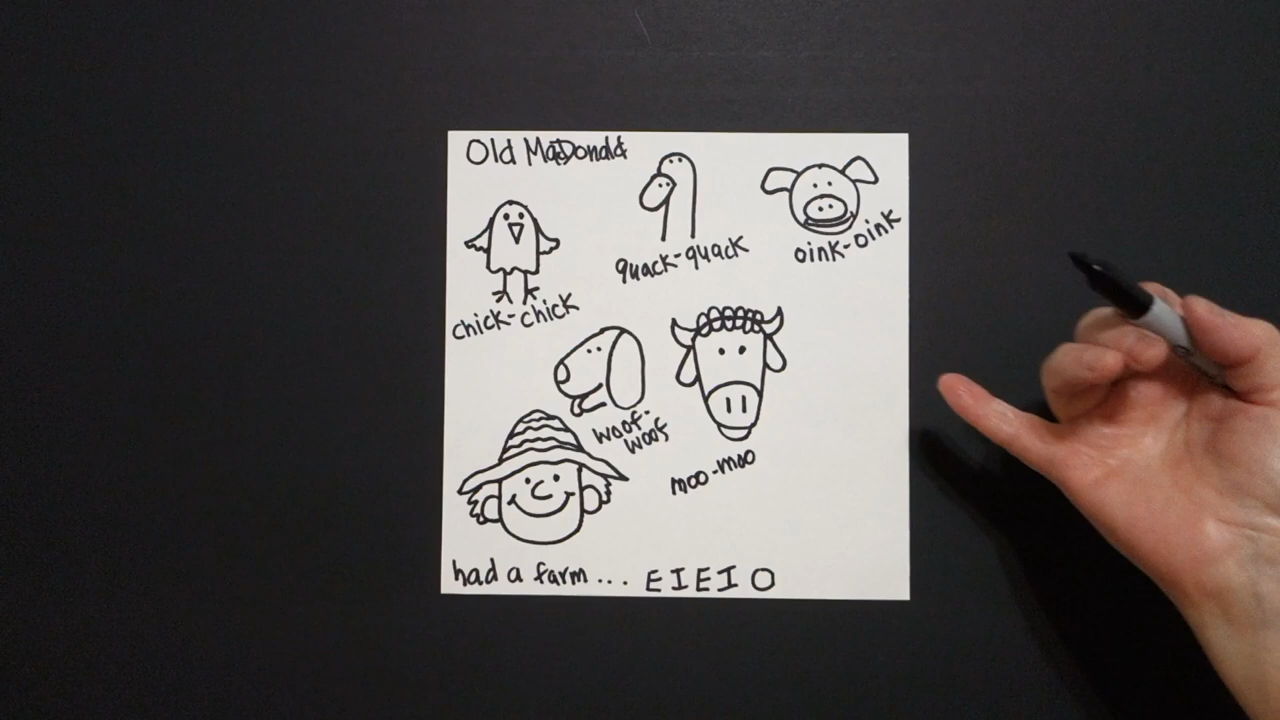 Old MacDonald
quack-quack
oink-oink
chick-chick
woof-
woof
moo-moo
had a farm... EIEIO